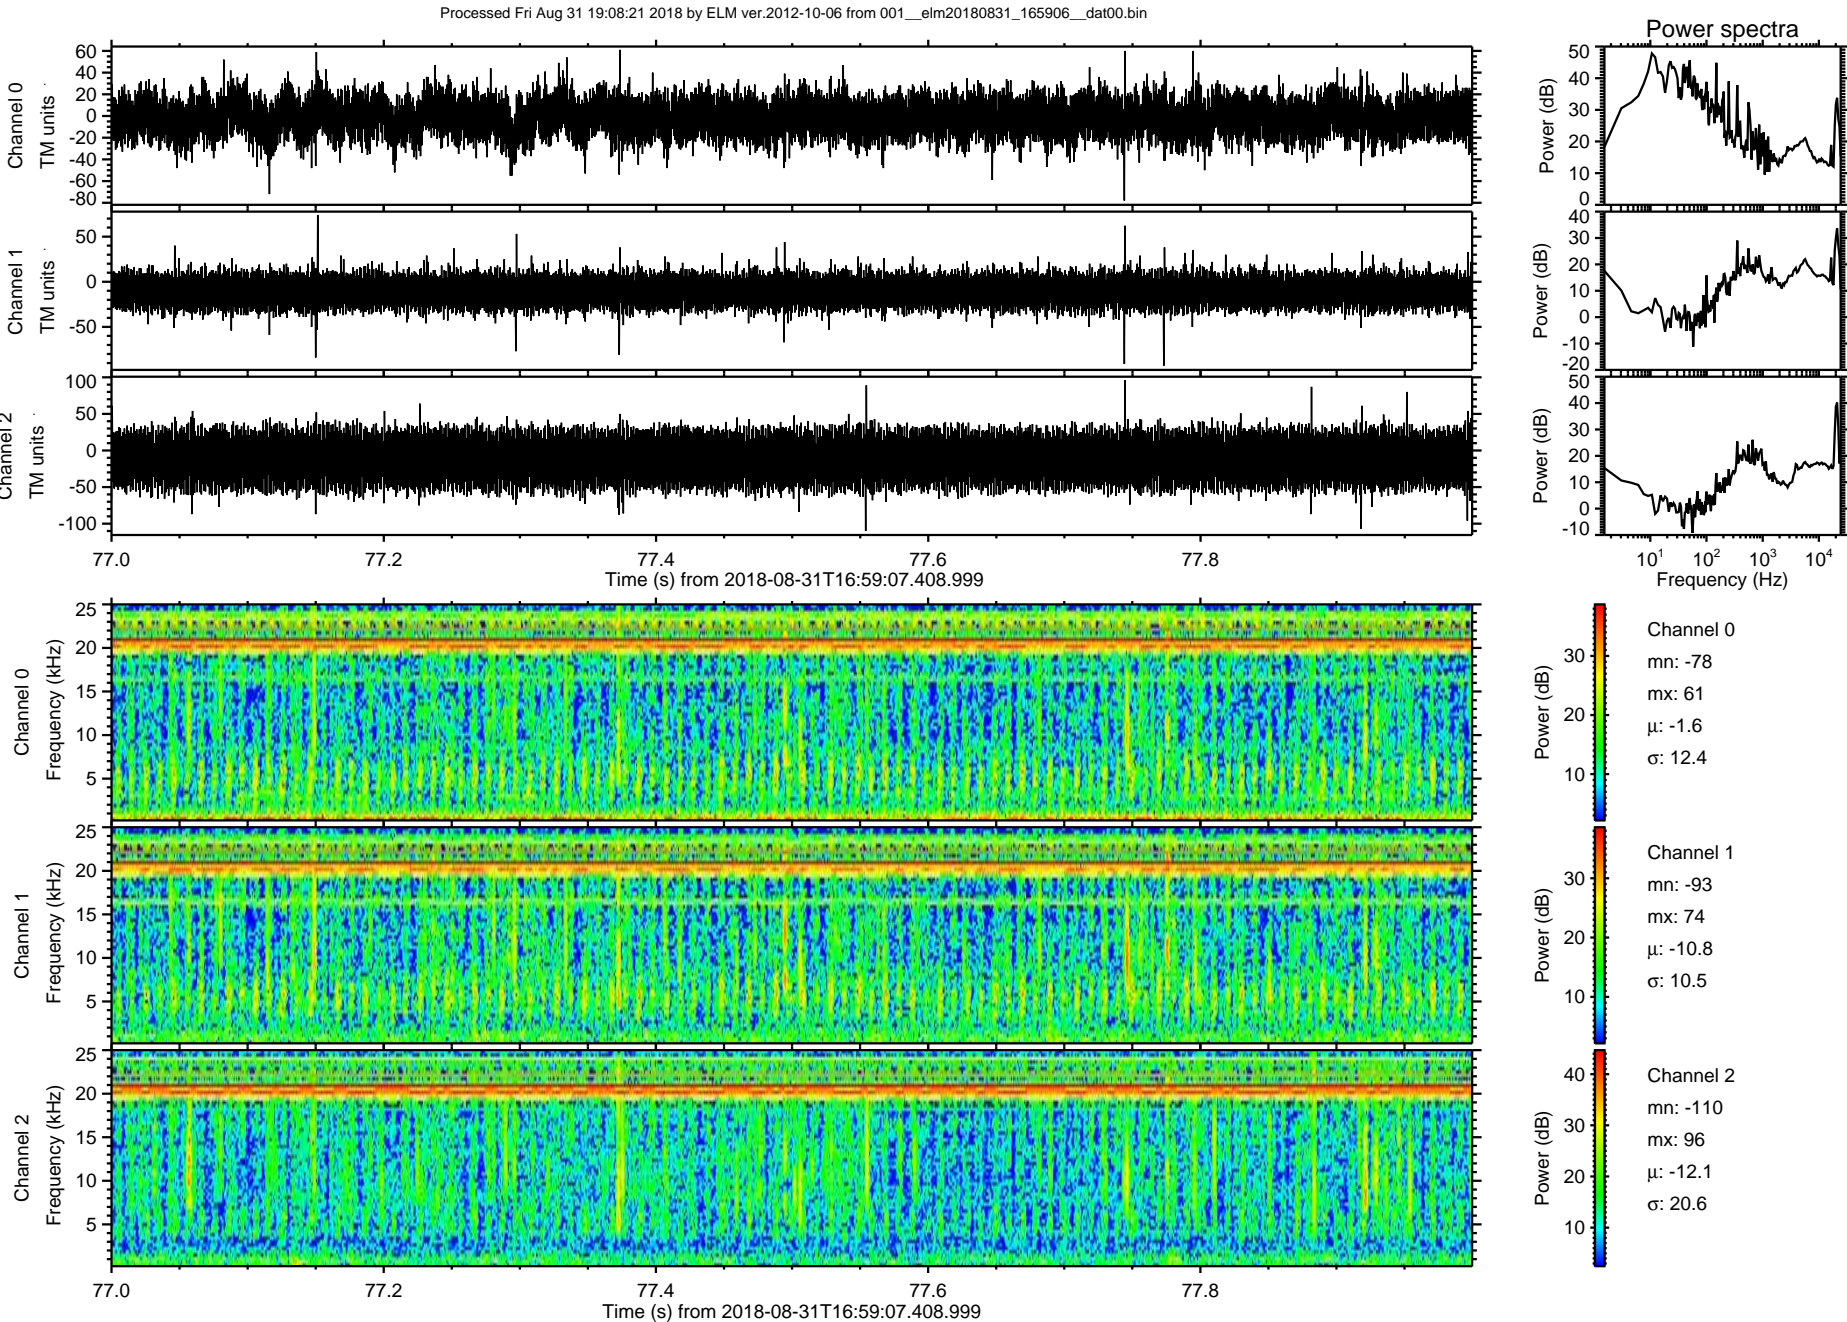 Processed Fri Aug 31 19:08:21 2018 by ELM ver.2012-10-06 from 001__elm20180831_165906__dat00.bin
Power spectra
Channel 0
TM units
60
40
20
0
-20
-40
-60
-80
Power (dB)
50
40
30
20
10
0
Channel 1
TM units
50
0
-50
Power (dB)
40
30
20
10
0
-10
-20
Channel 2
TM units
100
50
0
-50
-100
Power (dB)
50
40
30
20
10
0
-10
77.0 77.2 77.4 77.6 77.8
Time (s) from 2018-08-31T16:59:07.408.999
10^1 10^2 10^3 10^4
Frequency (Hz)
Channel 0
Frequency (kHz)
25
20
15
10
5
Power (dB)
30
20
10
Channel 0
mn: -78
mx: 61
μ: -1.6
σ: 12.4
Channel 1
Frequency (kHz)
25
20
15
10
5
Power (dB)
30
20
10
Channel 1
mn: -93
mx: 74
μ: -10.8
σ: 10.5
Channel 2
Frequency (kHz)
25
20
15
10
5
Power (dB)
40
30
20
10
Channel 2
mn: -110
mx: 96
μ: -12.1
σ: 20.6
77.0 77.2 77.4 77.6 77.8
Time (s) from 2018-08-31T16:59:07.408.999